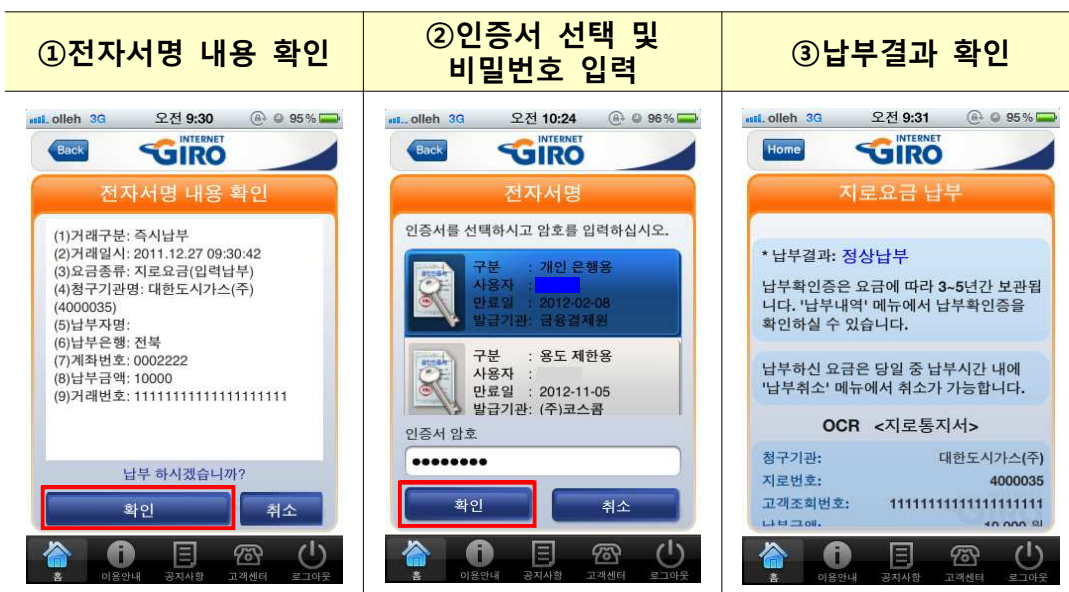 ①전자서명 내용 확인
②인증서 선택 및
비밀번호 입력
③납부결과 확인
olleh 3G 오전 9:30 95%
Back
INTERNET
GIRO
전자서명 내용 확인
(1)거래구분: 즉시납부
(2)거래일시: 2011.12.27 09:30:42
(3)요금종류: 지로요금(입력납부)
(4)청구기관명: 대한도시가스(주)
(4000035)
(5)납부자명:
(6)납부은행: 전북
(7)계좌번호: 0002222
(8)납부금액: 10000
(9)거래번호: 11111111111111111111
납부 하시겠습니까?
확인 취소
홈 이용안내 공지사항 고객센터 로그아웃
olleh 3G 오전 10:24 96%
Back
INTERNET
GIRO
전자서명
인증서를 선택하시고 암호를 입력하십시오.
구분 : 개인 은행용
사용자 :
만료일 : 2012-02-08
발급기관: 금융결제원
구분 : 용도 제한용
사용자 :
만료일 : 2012-11-05
발급기관: (주)코스콤
인증서 암호
●●●●●●●●
확인 취소
홈 이용안내 공지사항 고객센터 로그아웃
olleh 3G 오전 9:31 95%
Home
INTERNET
GIRO
지로요금 납부
* 납부결과: 정상납부
납부확인증은 요금에 따라 3~5년간 보관됩
니다. '납부내역' 메뉴에서 납부확인증을
확인하실 수 있습니다.
납부하신 요금은 당일 중 납부시간 내에
'납부취소' 메뉴에서 취소가 가능합니다.
OCR <지로통지서>
청구기관: 대한도시가스(주)
지로번호: 4000035
고객조회번호: 11111111111111111111
납부금액: 10,000 원
홈 이용안내 공지사항 고객센터 로그아웃